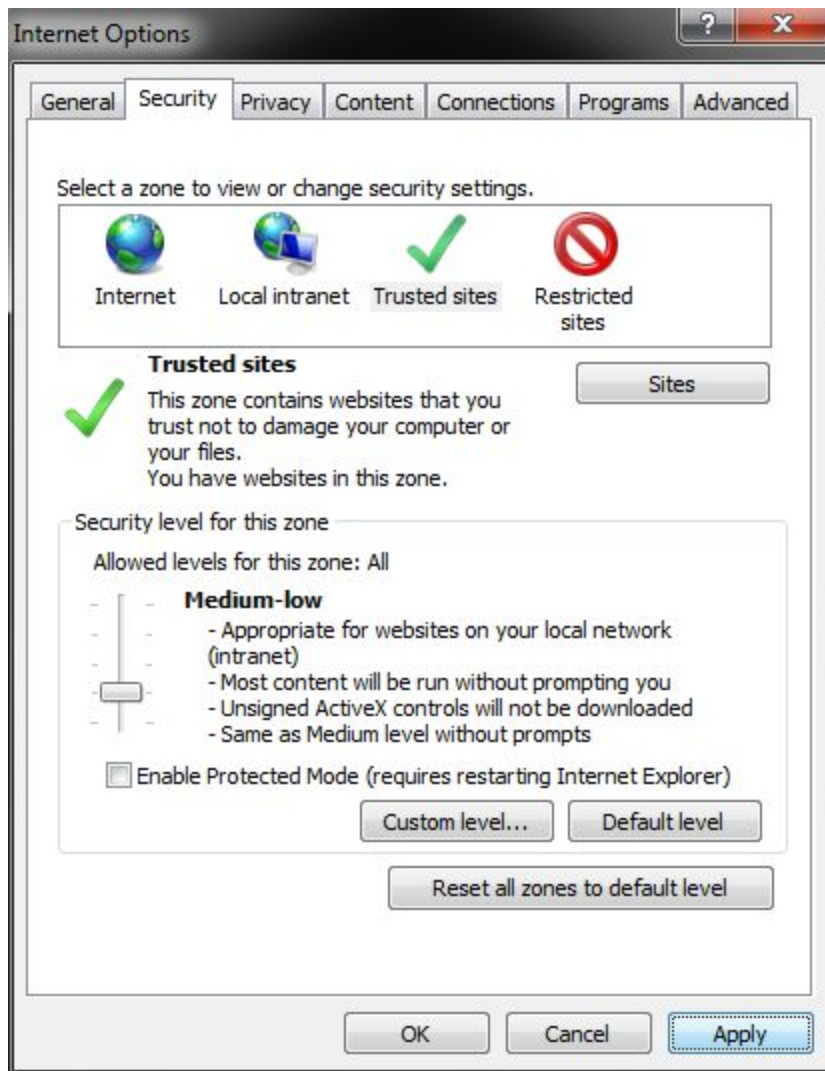 Internet Options
?
X
General
Security
Privacy
Content
Connections
Programs
Advanced
Select a zone to view or change security settings.
Internet
Local intranet
Trusted sites
Restricted
sites
Trusted sites
Sites
This zone contains websites that you
trust not to damage your computer or
your files.
You have websites in this zone.
Security level for this zone
Allowed levels for this zone: All
Medium-low
- Appropriate for websites on your local network
(intranet)
- Most content will be run without prompting you
- Unsigned ActiveX controls will not be downloaded
- Same as Medium level without prompts
Enable Protected Mode (requires restarting Internet Explorer)
Custom level...
Default level
Reset all zones to default level
OK
Cancel
Apply